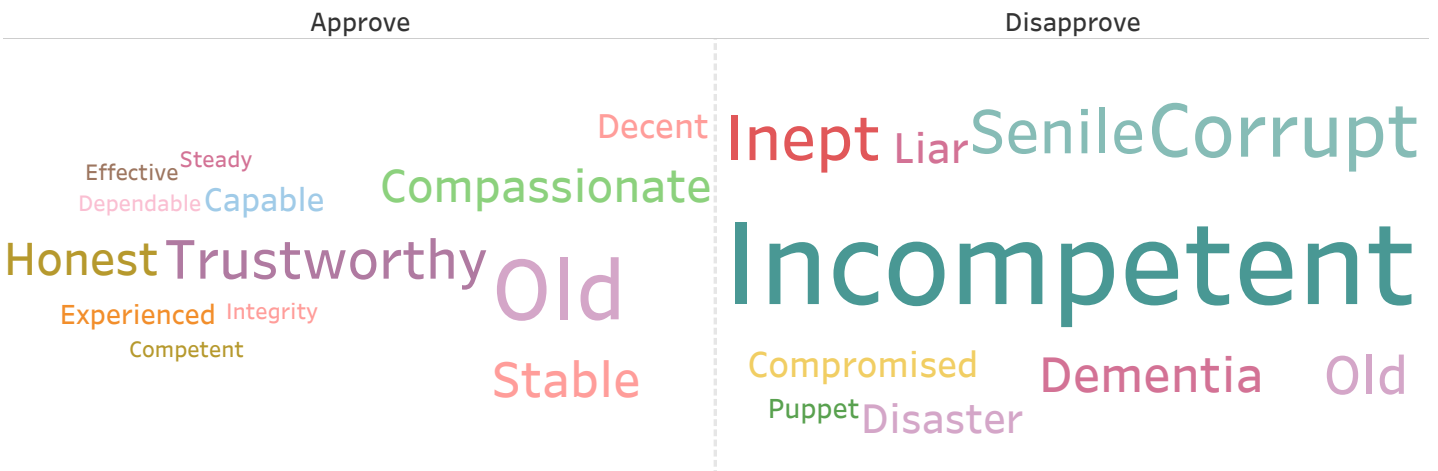 Approve
Disapprove
Decent
Effective
Steady
Dependable
Capable
Compassionate
Honest
Trustworthy
Old
Experienced
Integrity
Competent
Stable
Inept
Liar
Senile
Corrupt
Incompetent
Compromised
Dementia
Old
Puppet
Disaster